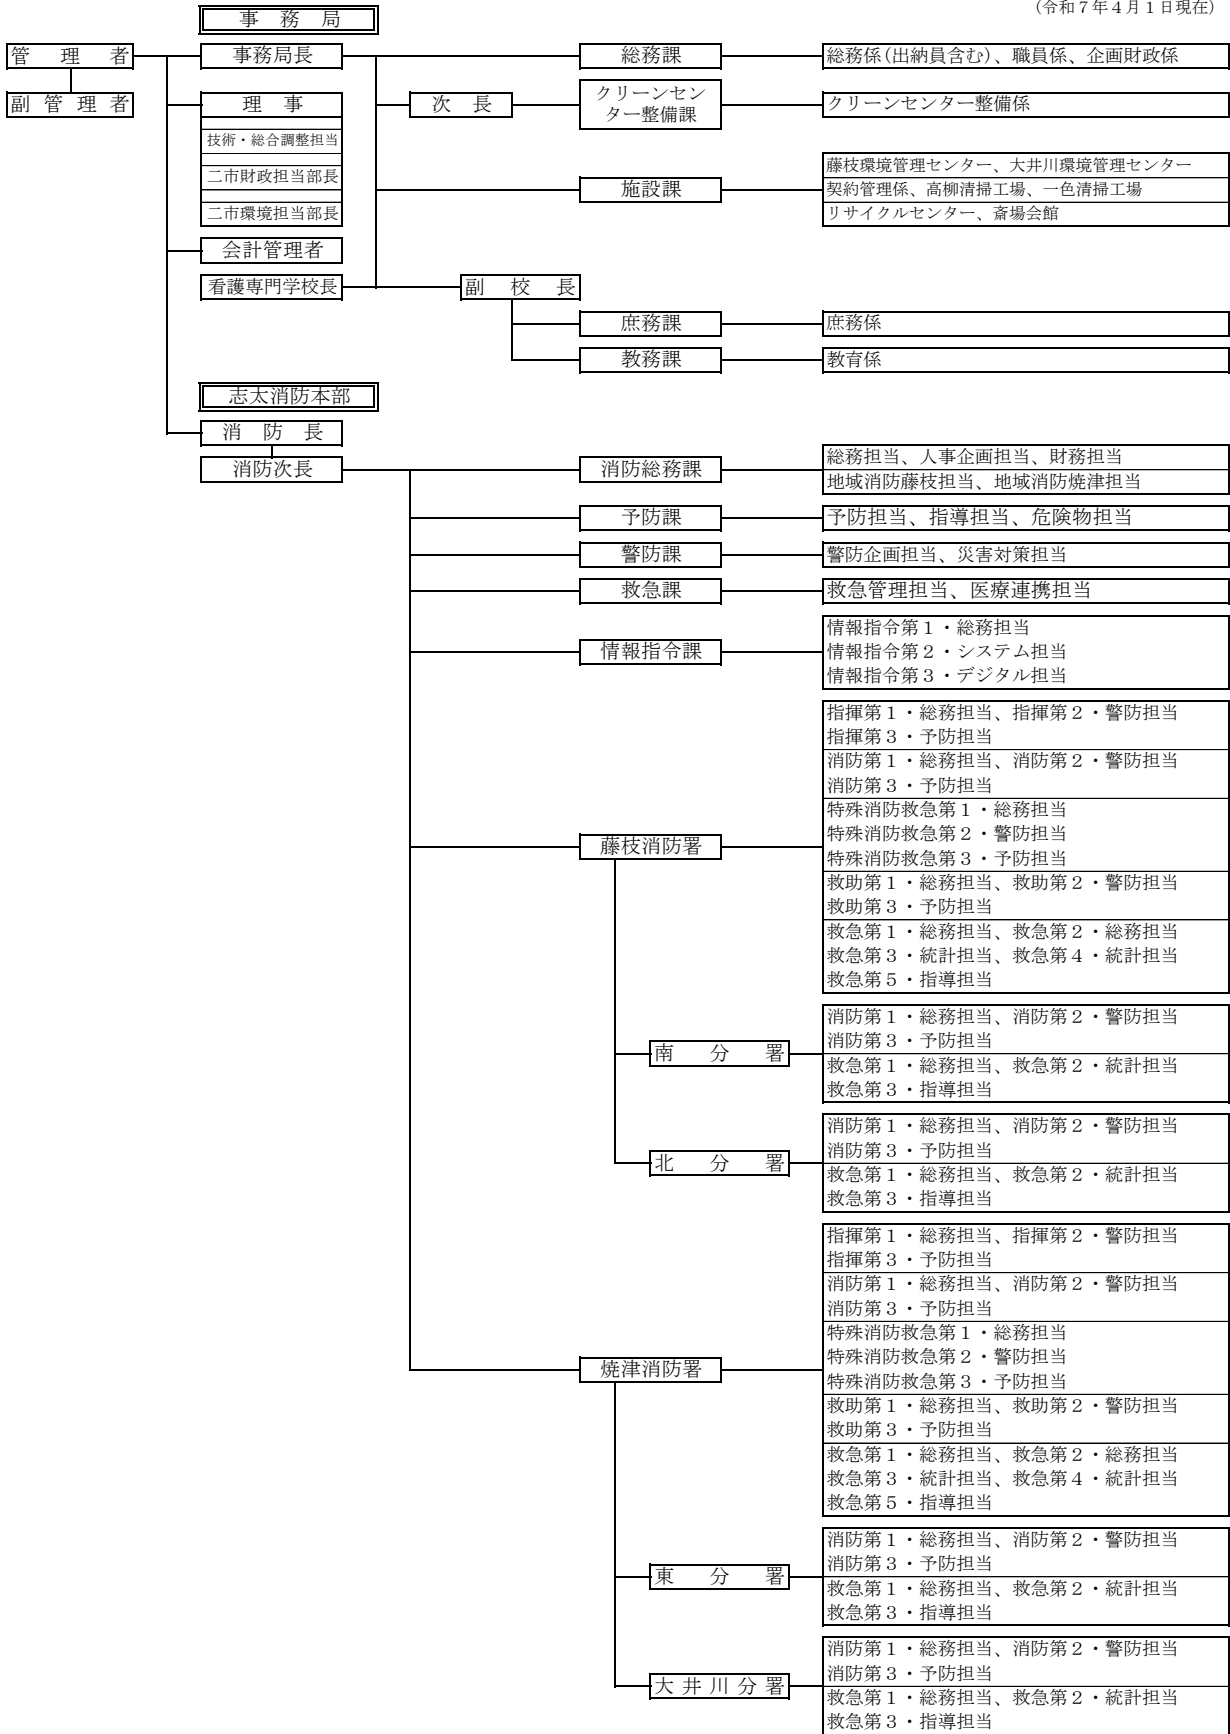 (令和７年４月１日現在)
事務局
管理者
事務局長
総務課
総務係(出納員含む)、職員係、企画財政係
副管理者
理事
次長
クリーンセン
ター整備課
クリーンセンター整備係
技術・総合調整担当
二市財政担当部長
二市環境担当部長
施設課
藤枝環境管理センター、大井川環境管理センター
契約管理係、高柳清掃工場、一色清掃工場
リサイクルセンター、斎場会館
会計管理者
看護専門学校長
副校長
庶務課
庶務係
教務課
教育係
志太消防本部
消防長
消防次長
消防総務課
総務担当、人事企画担当、財務担当
地域消防藤枝担当、地域消防焼津担当
予防課
予防担当、指導担当、危険物担当
警防課
警防企画担当、災害対策担当
救急課
救急管理担当、医療連携担当
情報指令課
情報指令第１・総務担当
情報指令第２・システム担当
情報指令第３・デジタル担当
藤枝消防署
指揮第１・総務担当、指揮第２・警防担当
指揮第３・予防担当
消防第１・総務担当、消防第２・警防担当
消防第３・予防担当
特殊消防救急第１・総務担当
特殊消防救急第２・警防担当
特殊消防救急第３・予防担当
救助第１・総務担当、救助第２・警防担当
救助第３・予防担当
救急第１・総務担当、救急第２・総務担当
救急第３・統計担当、救急第４・統計担当
救急第５・指導担当
南分署
消防第１・総務担当、消防第２・警防担当
消防第３・予防担当
救急第１・総務担当、救急第２・統計担当
救急第３・指導担当
北分署
消防第１・総務担当、消防第２・警防担当
消防第３・予防担当
救急第１・総務担当、救急第２・統計担当
救急第３・指導担当
焼津消防署
指揮第１・総務担当、指揮第２・警防担当
指揮第３・予防担当
消防第１・総務担当、消防第２・警防担当
消防第３・予防担当
特殊消防救急第１・総務担当
特殊消防救急第２・警防担当
特殊消防救急第３・予防担当
救助第１・総務担当、救助第２・警防担当
救助第３・予防担当
救急第１・総務担当、救急第２・総務担当
救急第３・統計担当、救急第４・統計担当
救急第５・指導担当
東分署
消防第１・総務担当、消防第２・警防担当
消防第３・予防担当
救急第１・総務担当、救急第２・統計担当
救急第３・指導担当
大井川分署
消防第１・総務担当、消防第２・警防担当
消防第３・予防担当
救急第１・総務担当、救急第２・統計担当
救急第３・指導担当